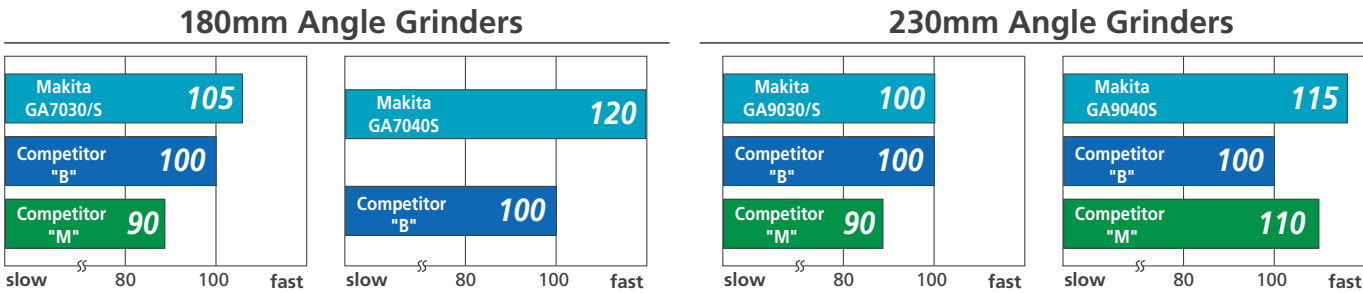 180mm Angle Grinders
Makita
GA7030/S
105
Competitor
"B"
100
Competitor
"M"
90
slow
80
100
fast
Makita
GA7040S
120
Competitor
"B"
100
slow
80
100
fast
230mm Angle Grinders
Makita
GA9030/S
100
Competitor
"B"
100
Competitor
"M"
90
slow
80
100
fast
Makita
GA9040S
115
Competitor
"B"
100
Competitor
"M"
110
slow
80
100
fast